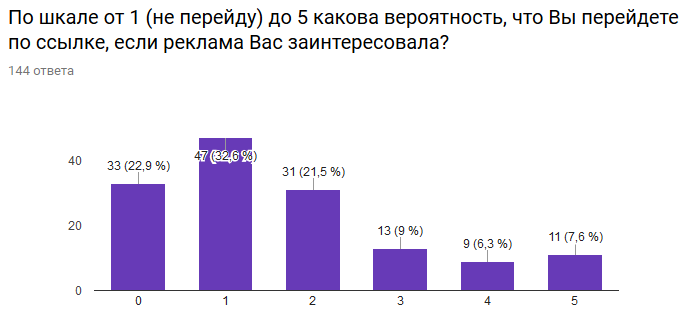 По шкале от 1 (не перейду) до 5 какова вероятность, что Вы перейдете
по ссылке, если реклама Вас заинтересовала?
144 ответа
40
20
0
33 (22,9 %)
47 (32,6 %)
31 (21,5 %)
13 (9 %)
9 (6,3 %)
11 (7,6 %)
0 1 2 3 4 5